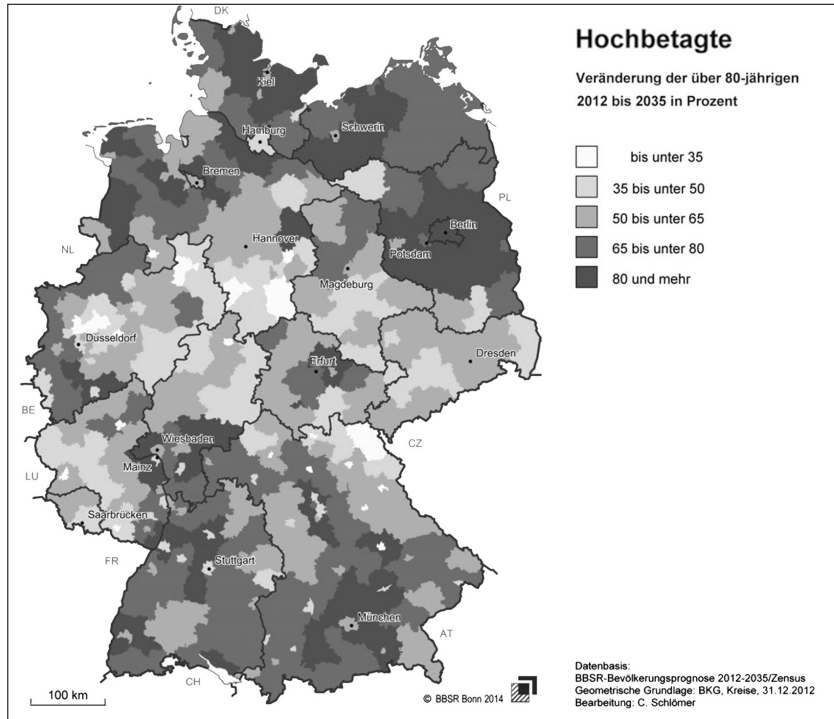 Hochbetagte
Veränderung der über 80-jährigen
2012 bis 2035 in Prozent
bis unter 35
35 bis unter 50
50 bis unter 65
65 bis unter 80
80 und mehr
DK
Kiel
Hamburg
Schwerin
Bremen
PL
Berlin
NL
Hannover
Potsdam
Magdeburg
Düsseldorf
Erfurt
Dresden
BE
CZ
Wiesbaden
Mainz
LU
Saarbrücken
FR
Stuttgart
München
AT
CH
100 km
© BBSR Bonn 2014
Datenbasis:
BBSR-Bevölkerungsprognose 2012-2035/Zensus
Geometrische Grundlage: BKG, Kreise, 31.12.2012
Bearbeitung: C. Schlömer